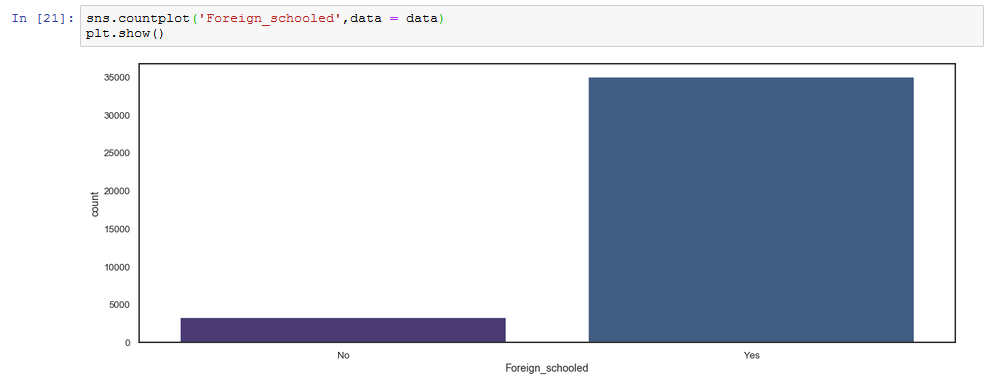 In [21]: sns.countplot('Foreign_schooled',data = data)
plt.show()
35000
30000
25000
20000
15000
10000
5000
0
count
No Yes
Foreign_schooled